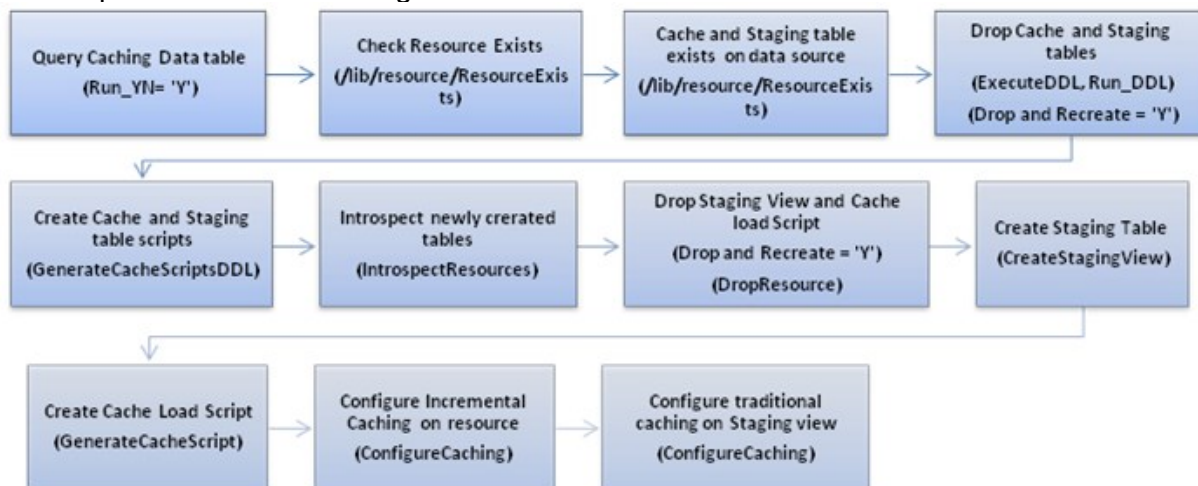 Query Caching Data table
(Run_YN= 'Y')
Check Resource Exists
(/lib/resource/ResourceExis
ts)
Cache and Staging table
exists on data source
(/lib/resource/ResourceExis
ts)
Drop Cache and Staging
tables
(ExecuteDDL, Run_DDL)
(Drop and Recreate = 'Y')
Create Cache and Staging
table scripts
(GenerateCacheScriptsDDL)
Introspect newly crerated
tables
(IntrospectResources)
Drop Staging View and Cache
load Script
(Drop and Recreate = 'Y')
(DropResource)
Create Staging Table
(CreateStagingView)
Create Cache Load Script
(GenerateCacheScript)
Configure Incremental
Caching on resource
(ConfigureCaching)
Configure traditional
caching on Staging view
(ConfigureCaching)